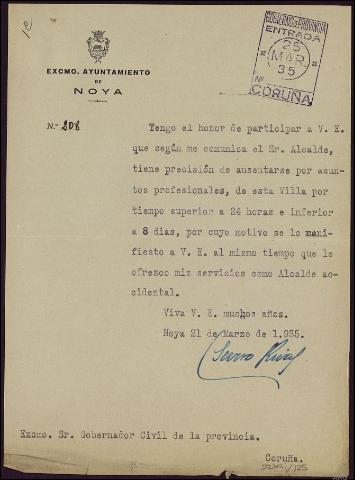 GOBIERNO DE PROVINCIA
ENTRADA
25
MAR
35
CORUÑA
EXCMO. AYUNTAMIENTO
DE
NOYA
N.º 208
Tengo el honor de participar a V. E.
que según me comunica el Sr. Alcalde,
tiene precisión de ausentarse por asun-
tos profesionales, de esta Villa por
tiempo superior a 24 horas e inferior
a 8 dias, por cuyo motivo se lo mani-
fiesto a V. E. al mismo tiempo que le
ofrezco mis servicios como Alcalde ac-
cidental.
Viva V. E. muchos años.
Noya 21 de Marzo de 1.935.
Excmo. Sr. Gobernador Civil de la provincia.
Coruña.